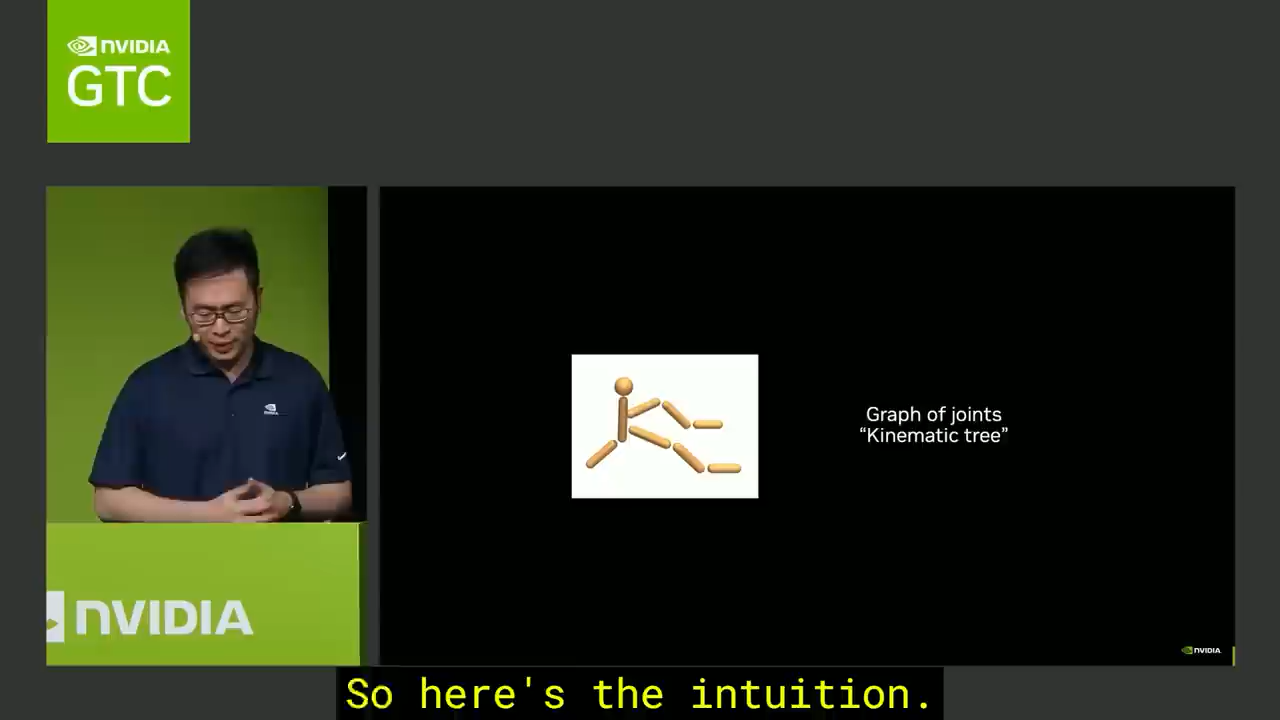 NVIDIA
GTC
Graph of joints
“Kinematic tree”
NVIDIA
NVIDIA
So here's the intuition.